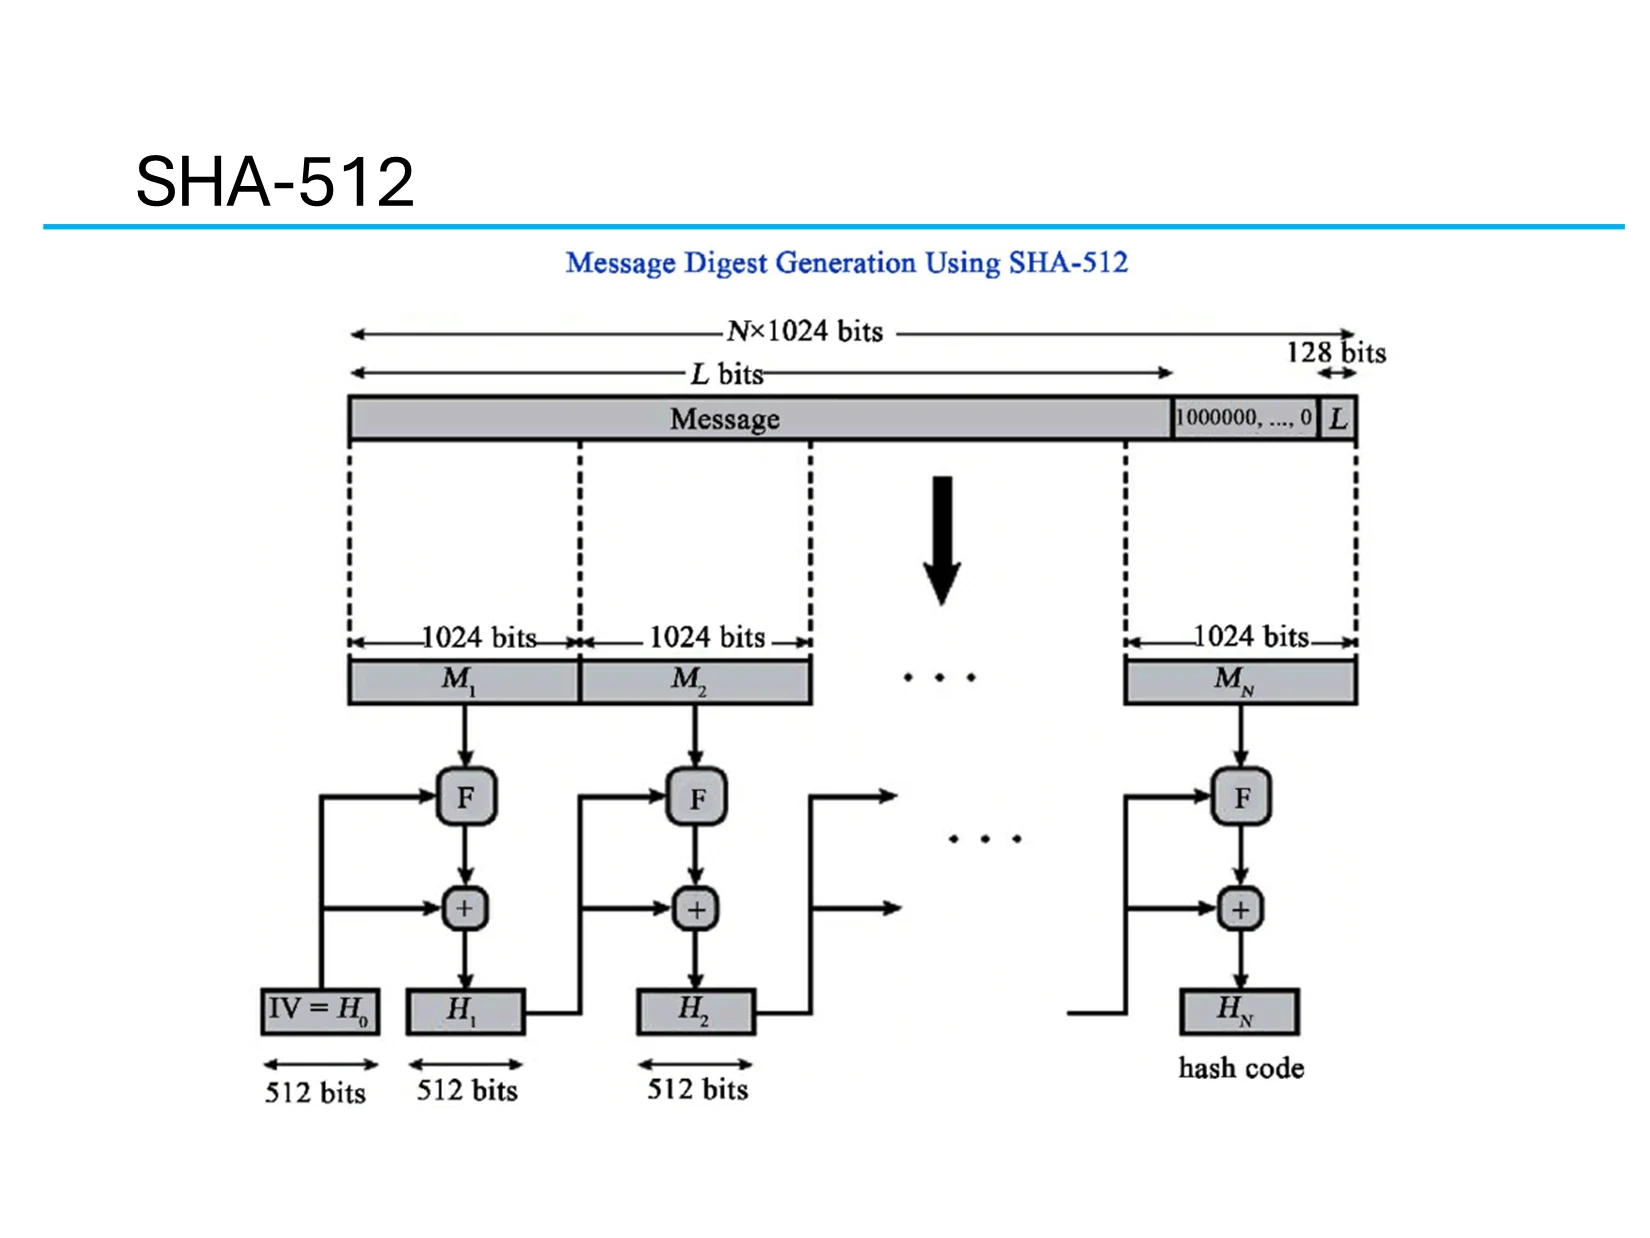 SHA-512
Message Digest Generation Using SHA-512
N×1024 bits
128 bits
L bits
Message
1000000, ..., 0
L
1024 bits
1024 bits
1024 bits
M1
M2
. . .
MN
F
F
F
. . .
+
+
+
IV = H0
H1
H2
HN
hash code
512 bits
512 bits
512 bits